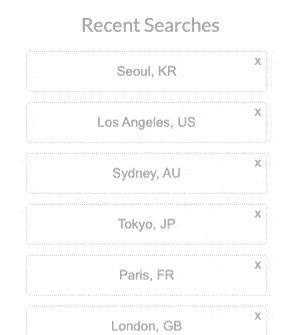 Recent Searches
x
Seoul, KR
x
Los Angeles, US
x
Sydney, AU
x
Tokyo, JP
x
Paris, FR
x
London, GB